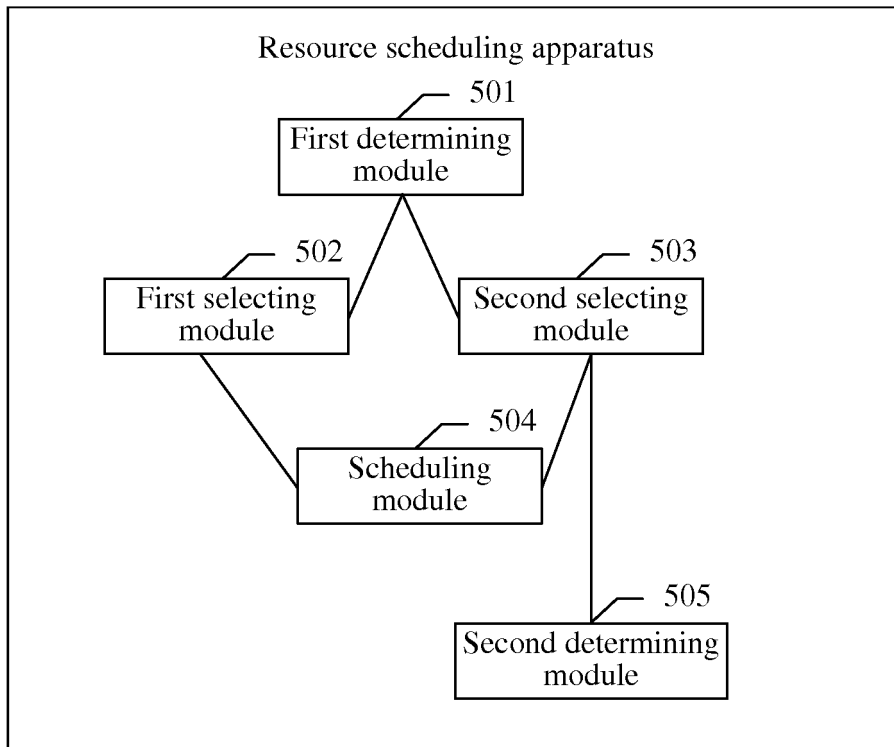 Resource scheduling apparatus
501
First determining
module
502
First selecting
module
503
Second selecting
module
504
Scheduling
module
505
Second determining
module